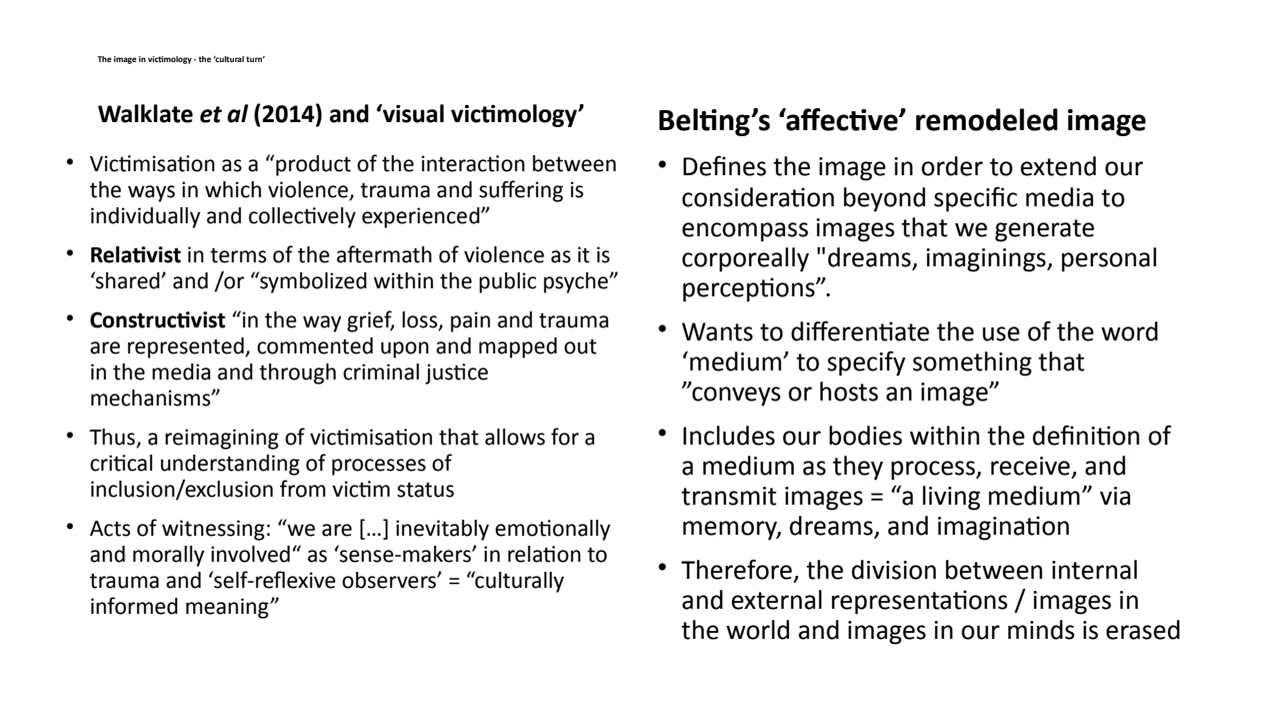 The image in victimology - the ‘cultural turn’
Walklate et al (2014) and ‘visual victimology’
• Victimisation as a “product of the interaction between
the ways in which violence, trauma and suffering is
individually and collectively experienced”
• Relativist in terms of the aftermath of violence as it is
‘shared’ and /or “symbolized within the public psyche”
• Constructivist “in the way grief, loss, pain and trauma
are represented, commented upon and mapped out
in the media and through criminal justice
mechanisms”
• Thus, a reimagining of victimisation that allows for a
critical understanding of processes of
inclusion/exclusion from victim status
• Acts of witnessing: “we are […] inevitably emotionally
and morally involved“ as ‘sense-makers’ in relation to
trauma and ‘self-reflexive observers’ = “culturally
informed meaning”
Belting’s ‘affective’ remodeled image
• Defines the image in order to extend our
consideration beyond specific media to
encompass images that we generate
corporeally "dreams, imaginings, personal
perceptions”.
• Wants to differentiate the use of the word
‘medium’ to specify something that
”conveys or hosts an image”
• Includes our bodies within the definition of
a medium as they process, receive, and
transmit images = “a living medium” via
memory, dreams, and imagination
• Therefore, the division between internal
and external representations / images in
the world and images in our minds is erased